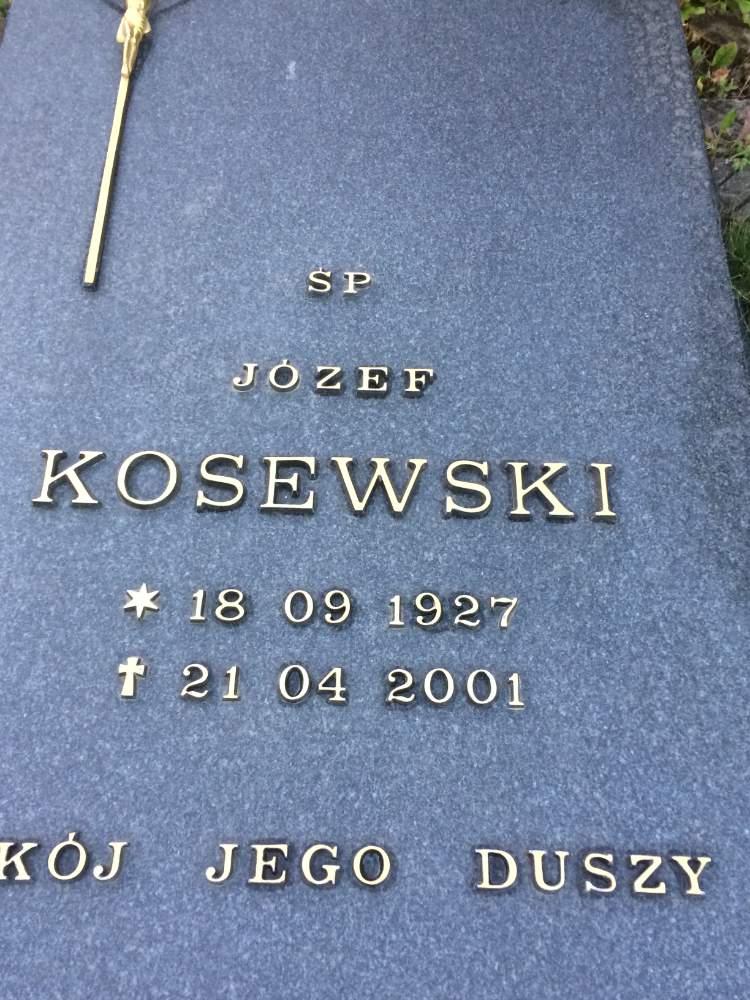 ŚP
JÓZEF
KOSEWSKI
18 09 1927
21 04 2001
KÓJ JEGO DUSZY